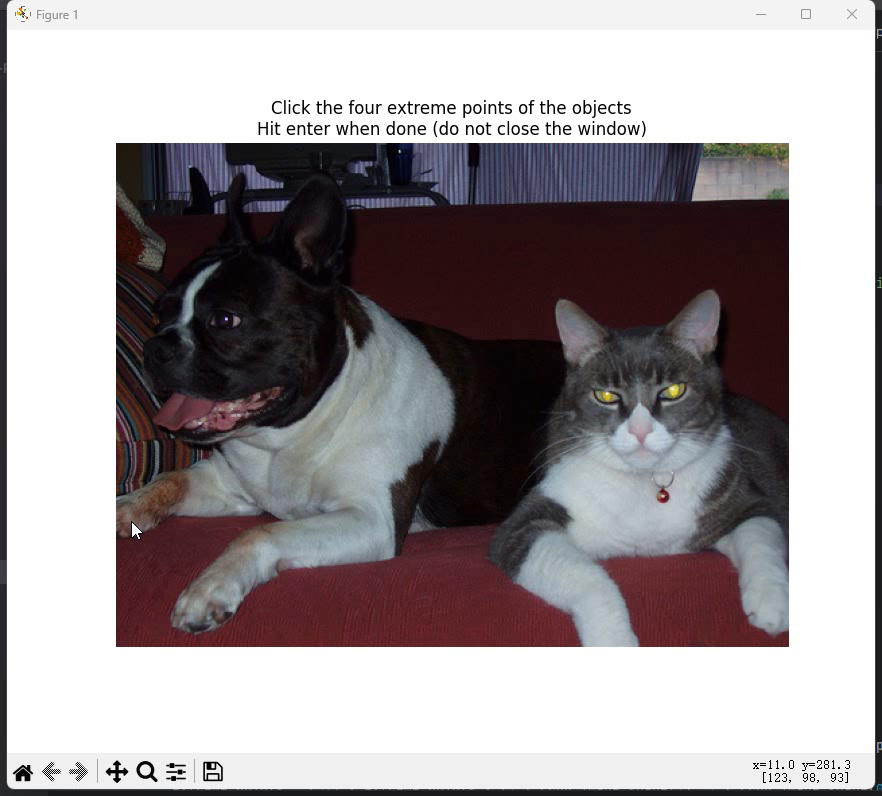 Figure 1
Click the four extreme points of the objects
Hit enter when done (do not close the window)
x=11.0 y=281.3
[123, 98, 93]